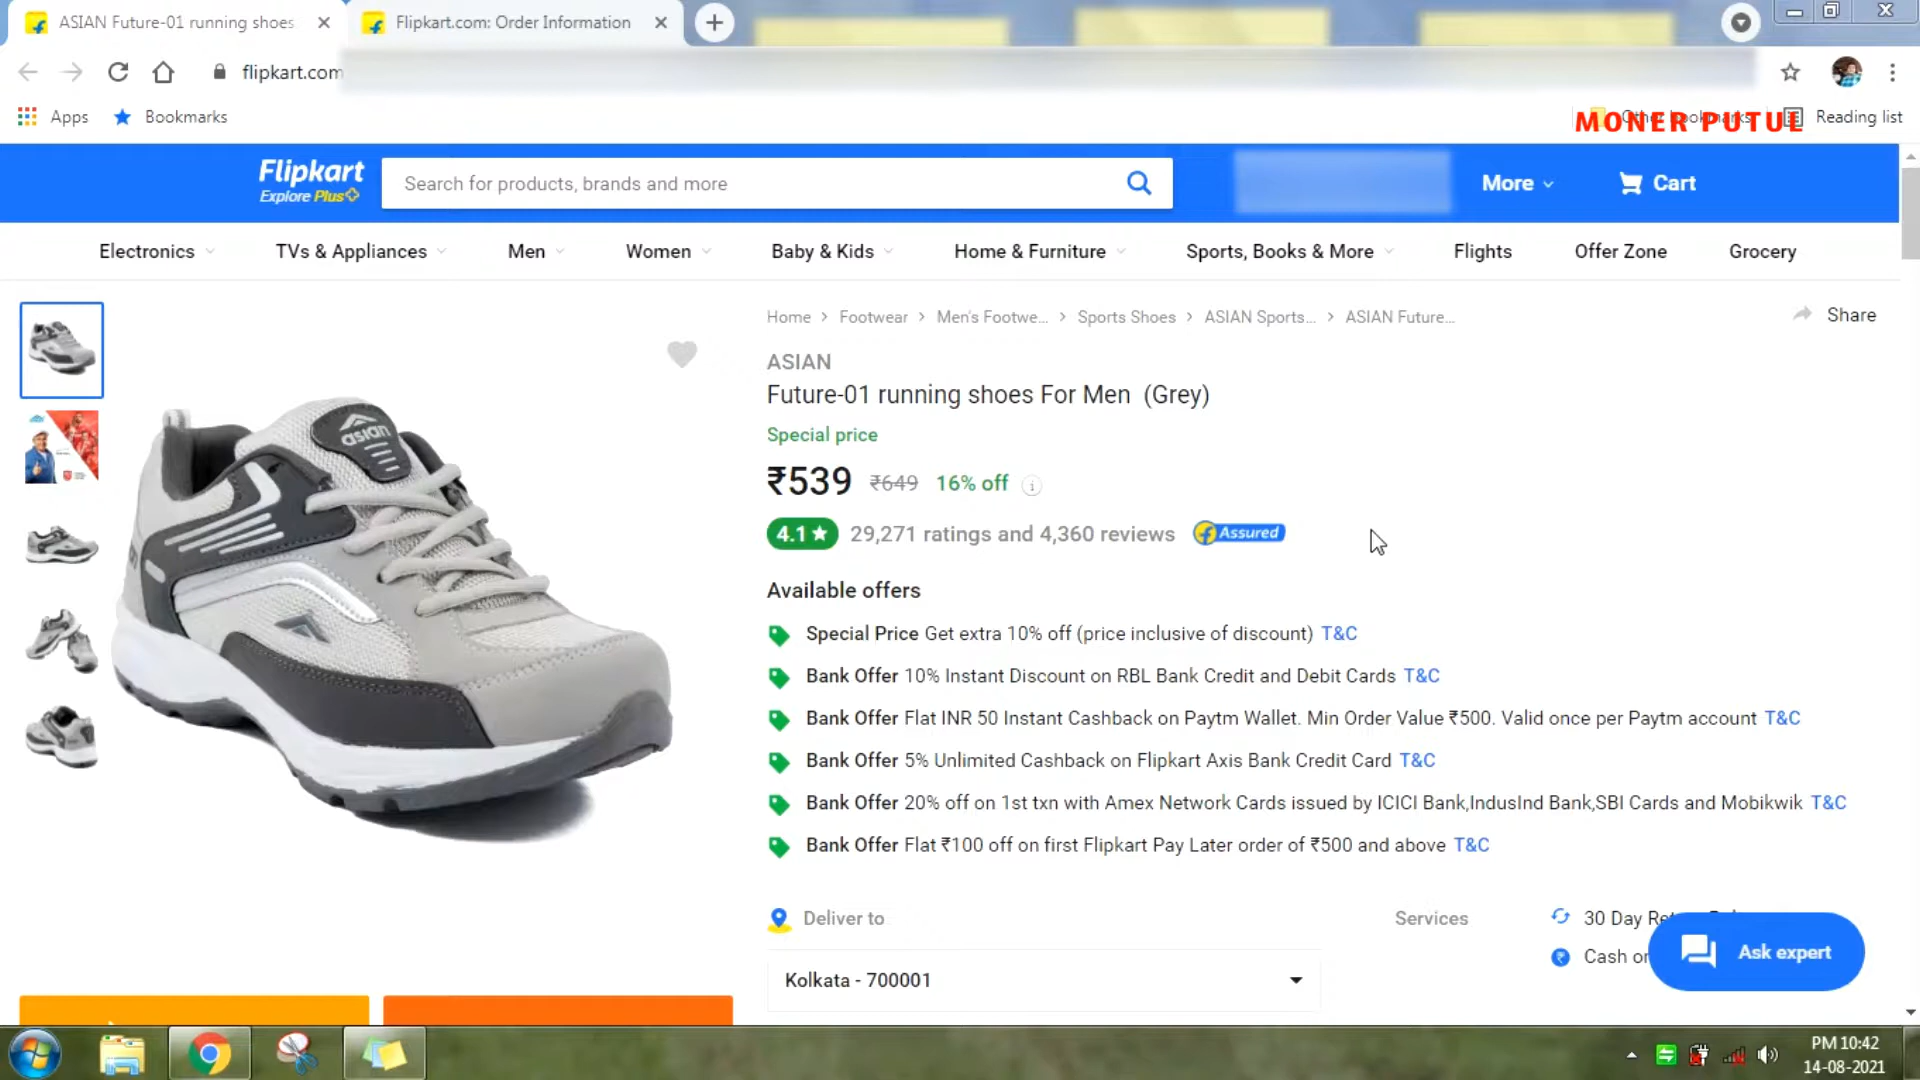 ASIAN Future-01 running shoes
Flipkart.com: Order Information
flipkart.com
Apps
Bookmarks
MONER PUTUL
Reading list
Flipkart
Explore Plus
Search for products, brands and more
More
Cart
Electronics
TVs & Appliances
Men
Women
Baby & Kids
Home & Furniture
Sports, Books & More
Flights
Offer Zone
Grocery
Home > Footwear > Men's Footwe... > Sports Shoes > ASIAN Sports... > ASIAN Future...
Share
asian
ASIAN
Future-01 running shoes For Men (Grey)
Special price
₹539 ₹649 16% off
4.1★ 29,271 ratings and 4,360 reviews Assured
Available offers
Special Price Get extra 10% off (price inclusive of discount) T&C
Bank Offer 10% Instant Discount on RBL Bank Credit and Debit Cards T&C
Bank Offer Flat INR 50 Instant Cashback on Paytm Wallet. Min Order Value ₹500. Valid once per Paytm account T&C
Bank Offer 5% Unlimited Cashback on Flipkart Axis Bank Credit Card T&C
Bank Offer 20% off on 1st txn with Amex Network Cards issued by ICICI Bank,IndusInd Bank,SBI Cards and Mobikwik T&C
Bank Offer Flat ₹100 off on first Flipkart Pay Later order of ₹500 and above T&C
Deliver to
Services
30 Day
Cash
Ask expert
Kolkata - 700001
PM 10:42
14-08-2021